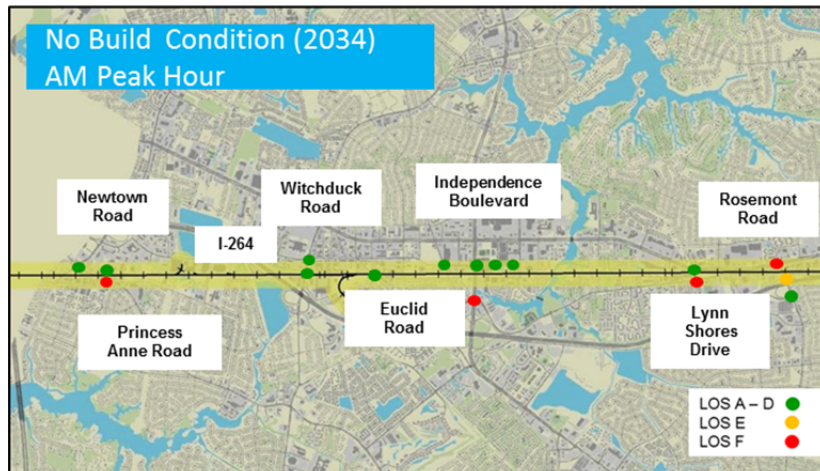 No Build  Condition (2034)
AM Peak Hour
Newtown
Road
Witchduck
Road
Independence
Boulevard
Rosemont
Road
I-264
Princess
Anne Road
Euclid
Road
Lynn
Shores
Drive
LOS A – D
LOS E
LOS F